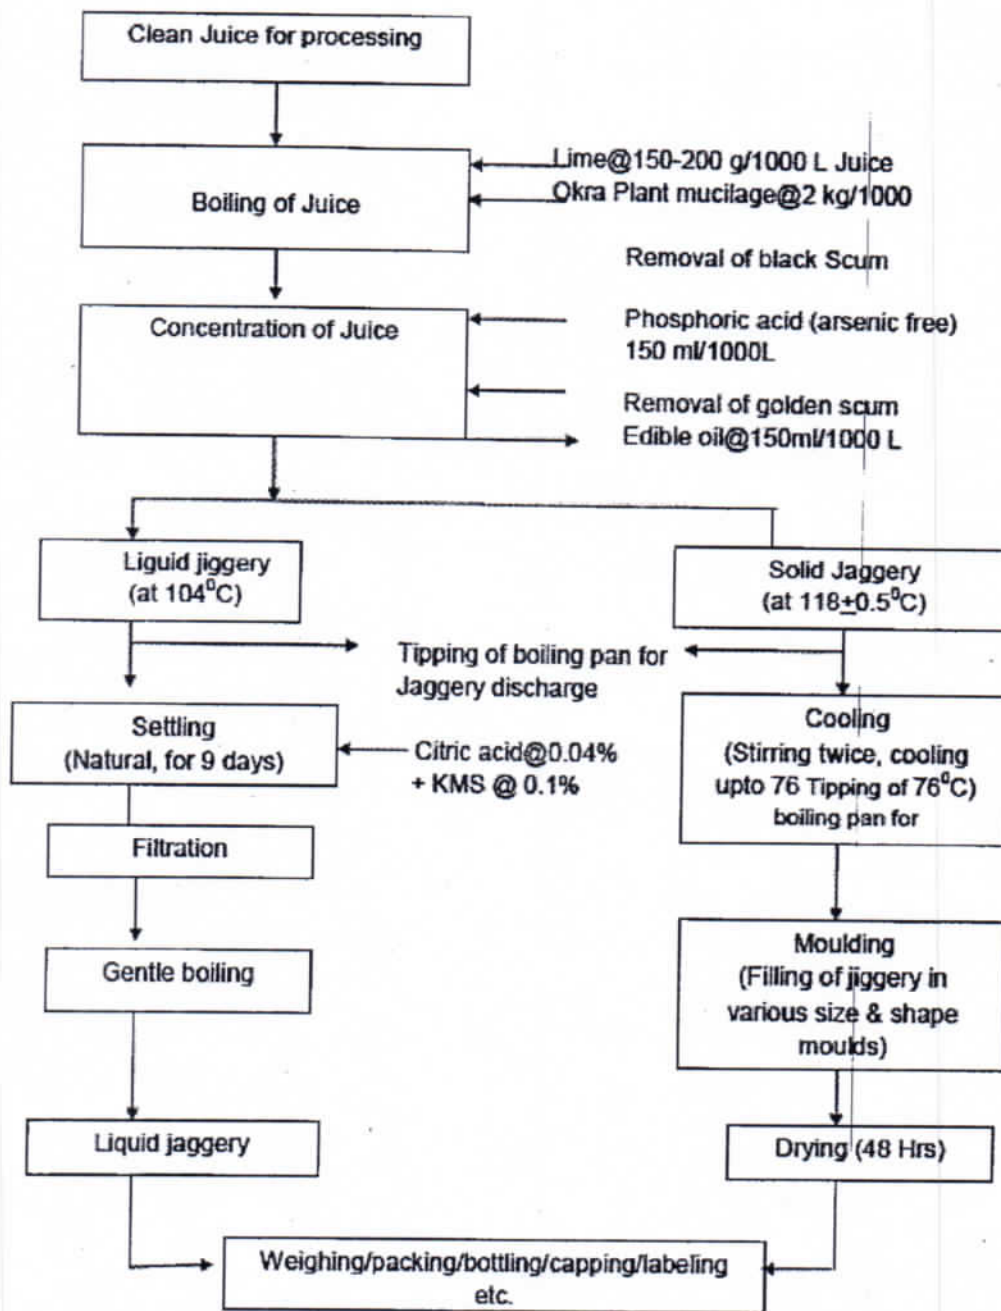 Clean Juice for processing
Lime@150-200 g/1000 L Juice
Okra Plant mucilage@2 kg/1000
Boiling of Juice
Removal of black Scum
Concentration of Juice
Phosphoric acid (arsenic free)
150 ml/1000L
Removal of golden scum
Edible oil@150ml/1000 L
Liguid jiggery
(at 104⁰C)
Solid Jaggery
(at 118±0.5⁰C)
Tipping of boiling pan for
Jaggery discharge
Settling
(Natural, for 9 days)
Citric acid@0.04%
+ KMS @ 0.1%
Cooling
(Stirring twice, cooling
upto 76 Tipping of 76⁰C)
boiling pan for
Filtration
Gentle boiling
Moulding
(Filling of jiggery in
various size & shape
moulds)
Liquid jaggery
Drying (48 Hrs)
Weighing/packing/bottling/capping/labeling
etc.